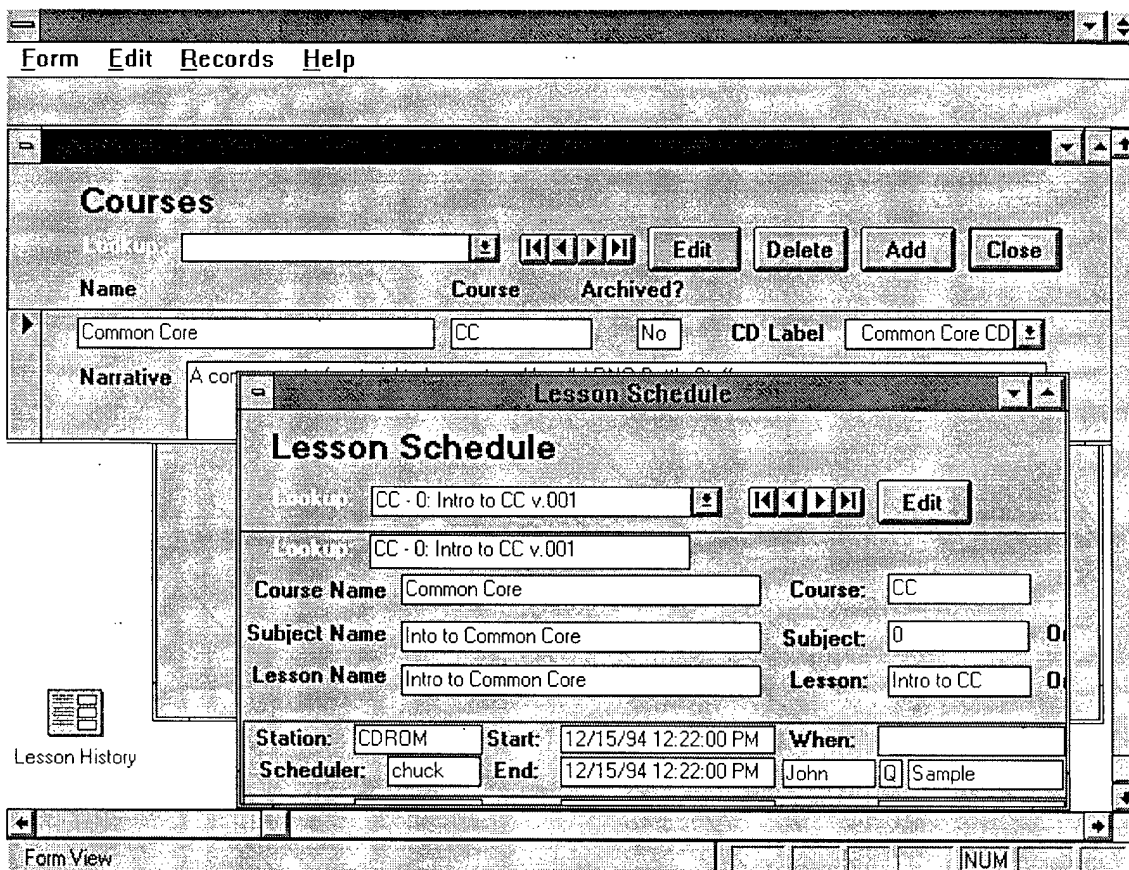 Form Edit Records Help
Courses
Lookup
Edit Delete Add Close
Name Course Archived?
Common Core CC No CD Label Common Core CD
Narrative
Lesson Schedule
Lesson Schedule
Lookup CC - 0: Intro to CC v.001 Edit
Lookup CC - 0: Intro to CC v.001
Course Name Common Core Course: CC
Subject Name Into to Common Core Subject: 0
Lesson Name Intro to Common Core Lesson: Intro to CC
Station: CDROM Start: 12/15/94 12:22:00 PM When:
Scheduler: chuck End: 12/15/94 12:22:00 PM John Q Sample
Lesson History
Form View NUM